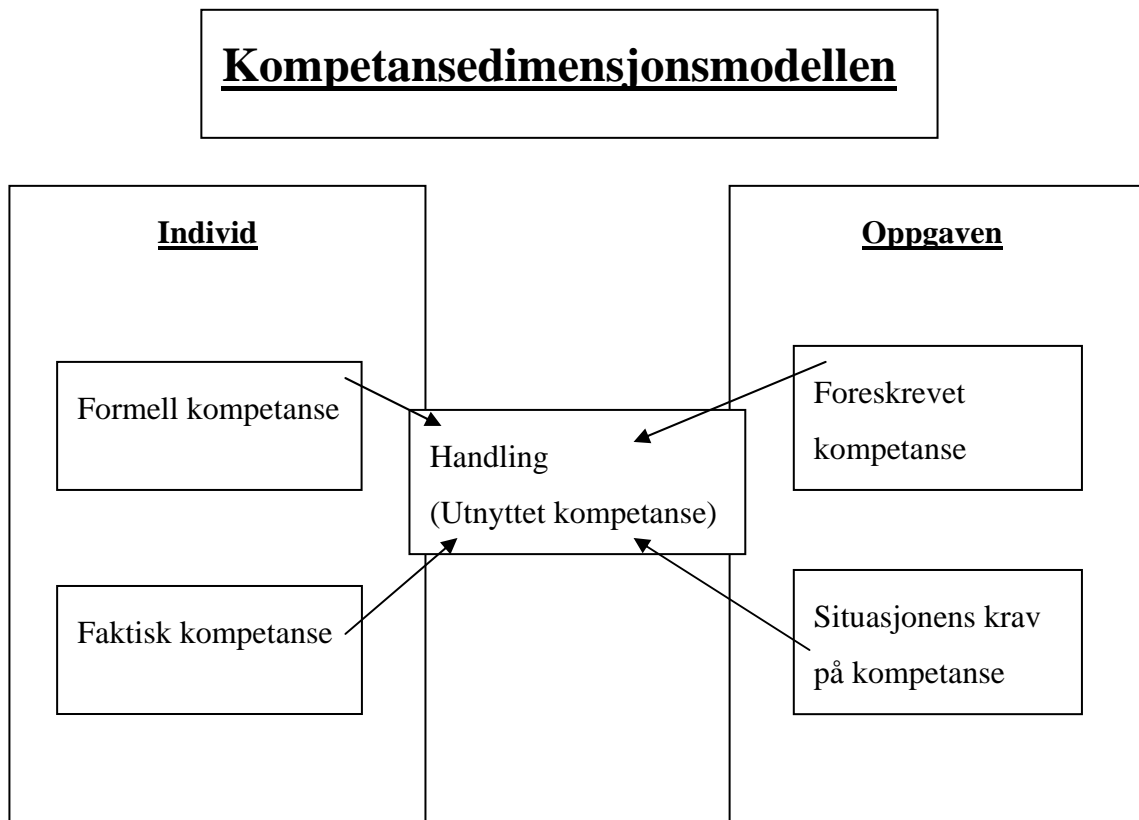 Kompetansedimensjonsmodellen
Individ
Formell kompetanse
Faktisk kompetanse
Handling
(Utnyttet kompetanse)
Oppgaven
Foreskrevet
kompetanse
Situasjonens krav
på kompetanse